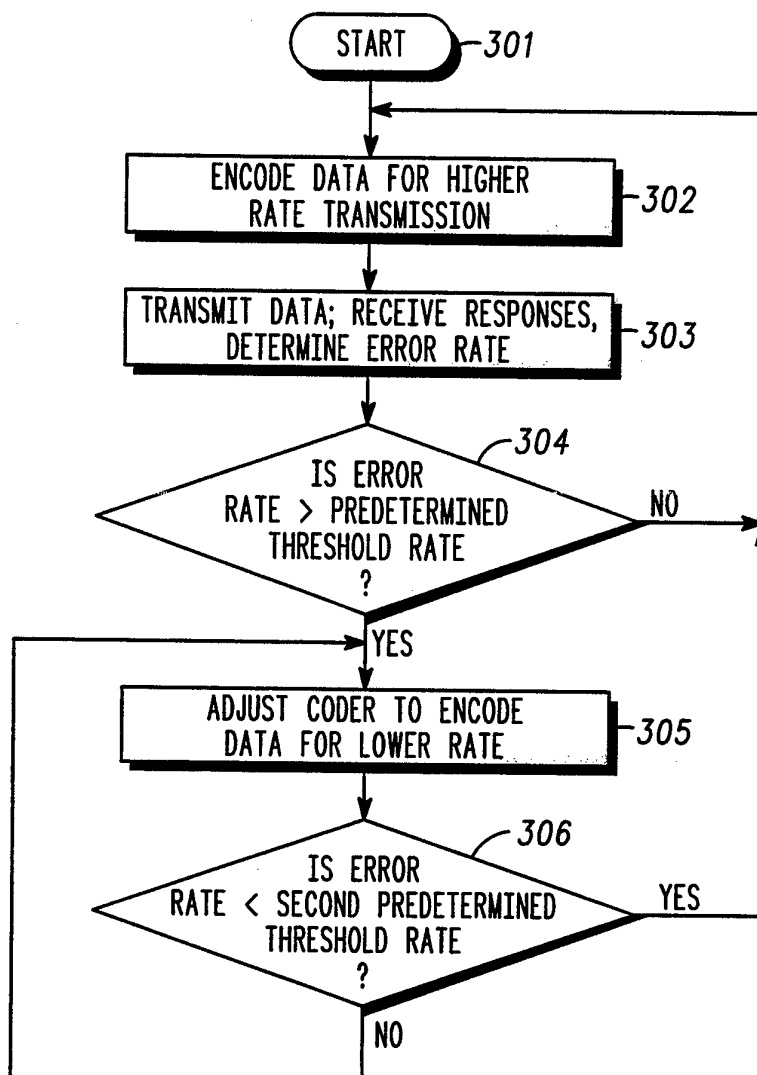 START
301
ENCODE DATA FOR HIGHER
RATE TRANSMISSION
302
TRANSMIT DATA; RECEIVE RESPONSES,
DETERMINE ERROR RATE
303
304
IS ERROR
RATE > PREDETERMINED
THRESHOLD RATE
?
NO
YES
ADJUST CODER TO ENCODE
DATA FOR LOWER RATE
305
306
IS ERROR
RATE < SECOND PREDETERMINED
THRESHOLD RATE
?
YES
NO